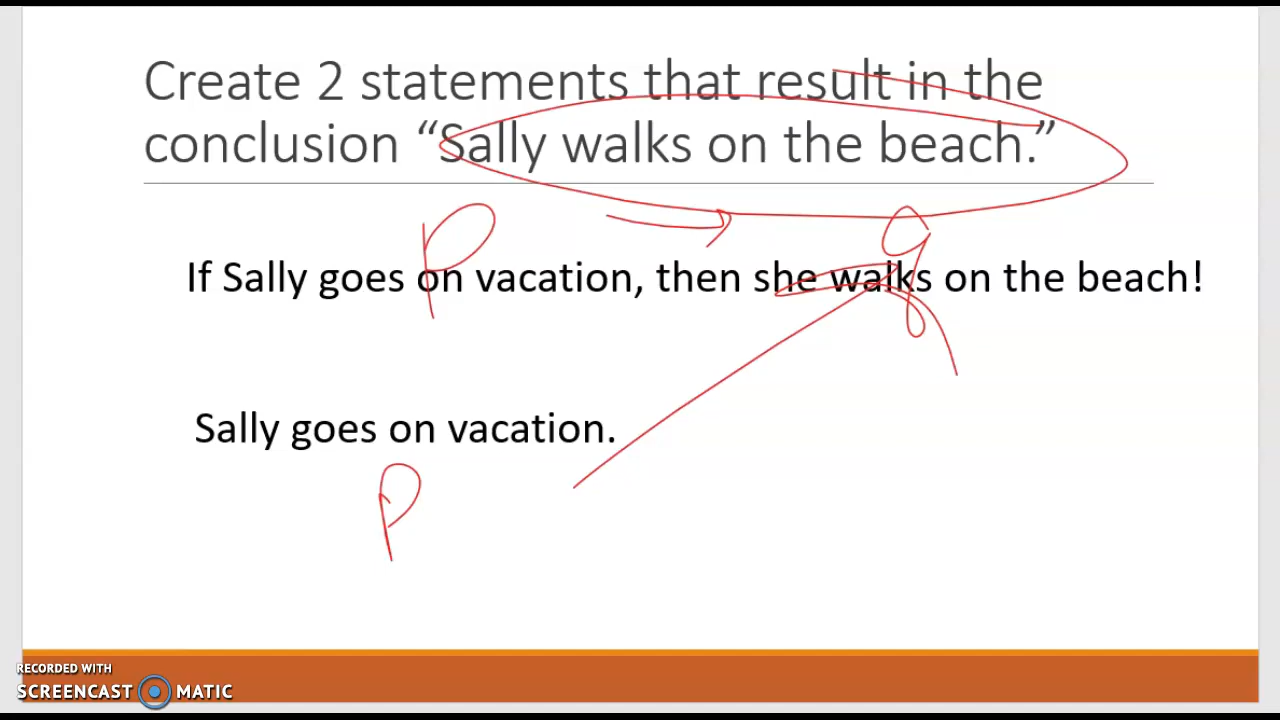 Create 2 statements that result in the
conclusion “Sally walks on the beach.”
P q
If Sally goes on vacation, then she walks on the beach!
Sally goes on vacation.
P
RECORDED WITH
SCREENCAST MATIC